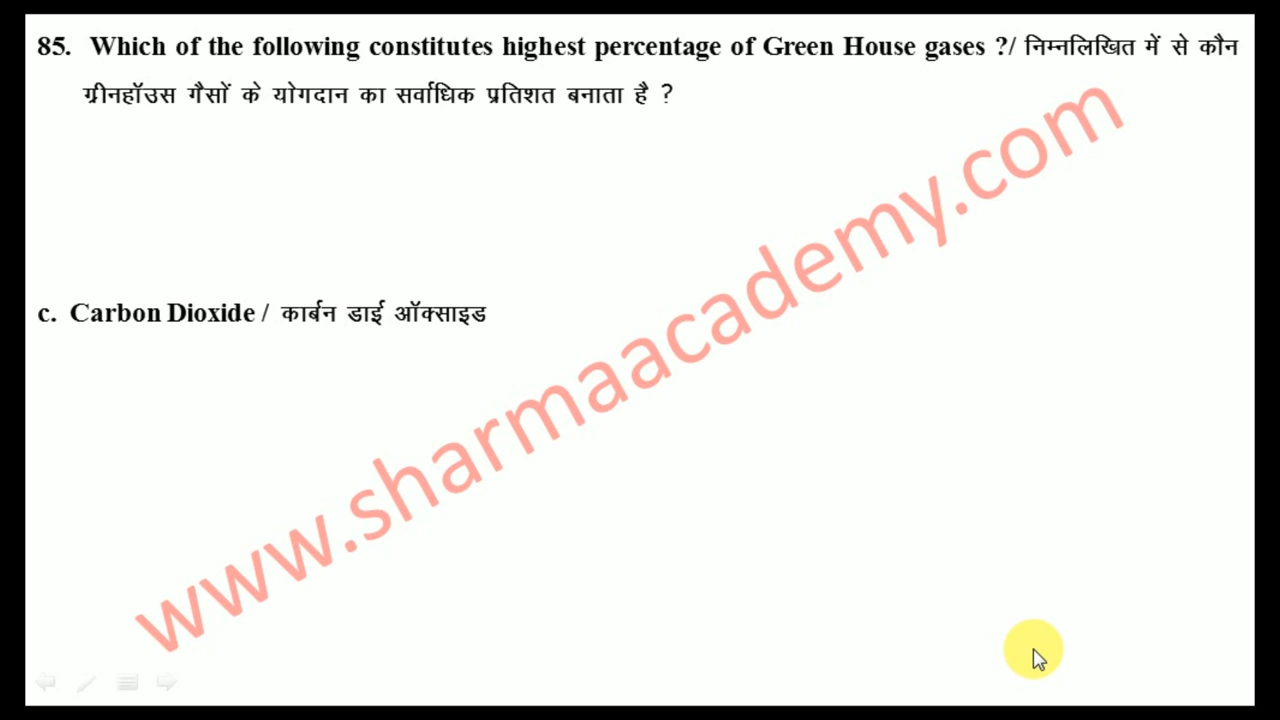 85. Which of the following constitutes highest percentage of Green House gases ?/ निम्नलिखित में से कौन
ग्रीनहॉउस गैसों के योगदान का सर्वाधिक प्रतिशत बनाता है ?
c. Carbon Dioxide / कार्बन डाई ऑक्साइड
www.sharmaacademy.com